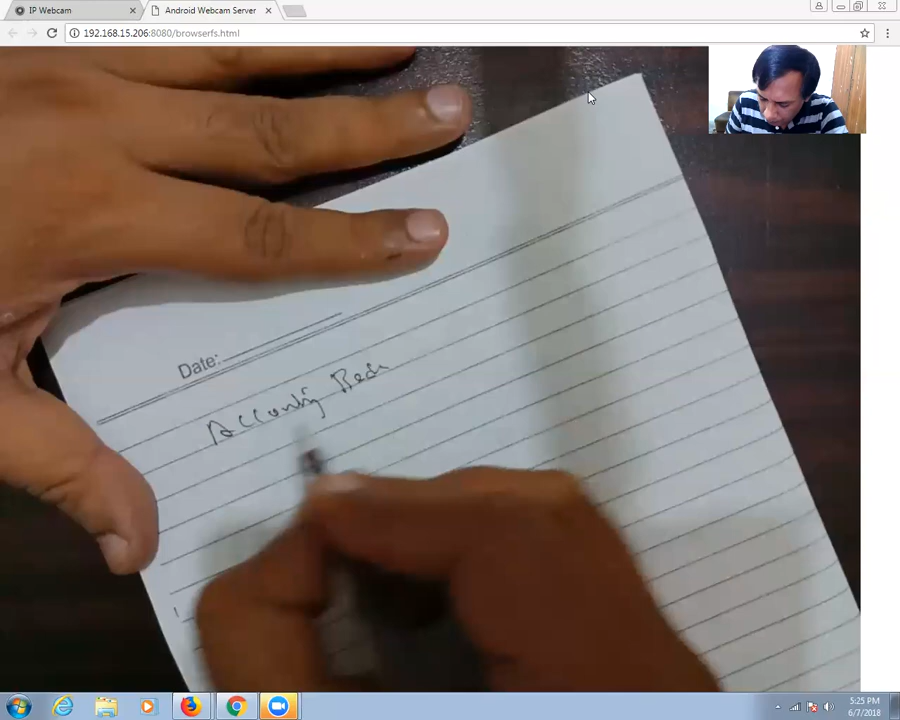 IP Webcam
Android Webcam Server
192.168.15.206:8080/browserfs.html
Date:
Accounting
5:25 PM
6/7/2018